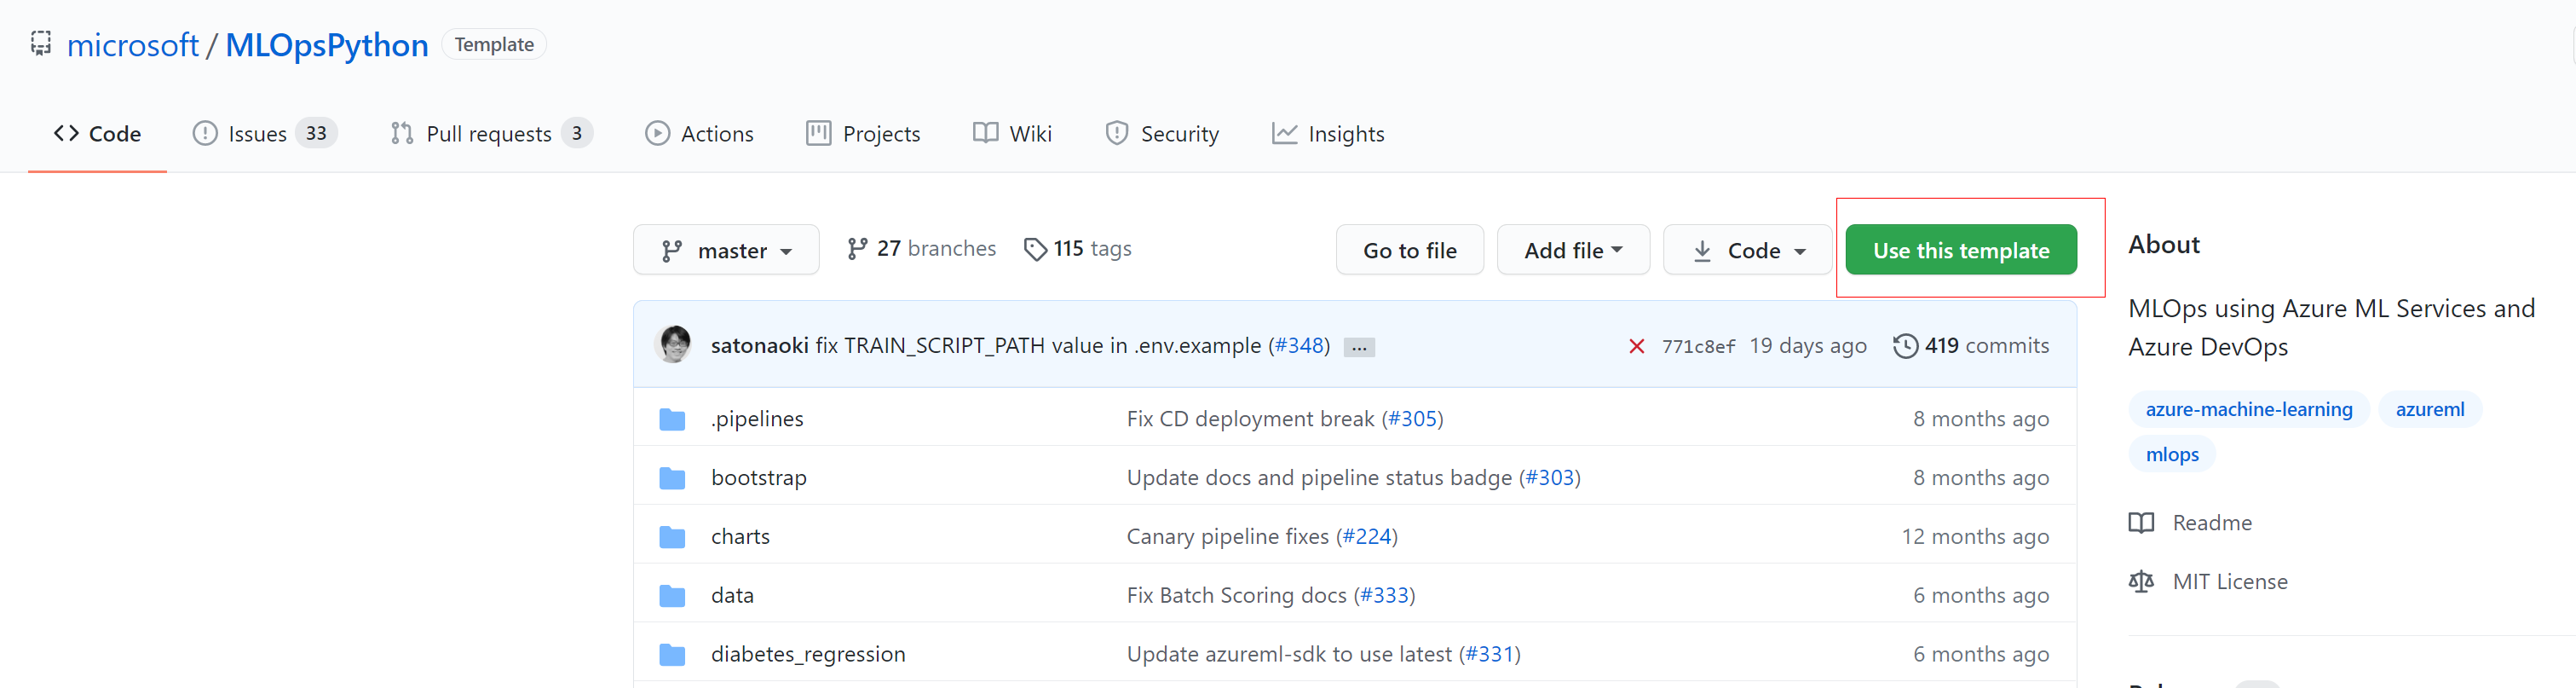 microsoft / MLOpsPython Template
Code Issues 33 Pull requests 3 Actions Projects Wiki Security Insights
master 27 branches 115 tags Go to file Add file Code Use this template
satonaoki fix TRAIN_SCRIPT_PATH value in .env.example (#348) ... 771c8ef 19 days ago 419 commits
.pipelines Fix CD deployment break (#305) 8 months ago
bootstrap Update docs and pipeline status badge (#303) 8 months ago
charts Canary pipeline fixes (#224) 12 months ago
data Fix Batch Scoring docs (#333) 6 months ago
diabetes_regression Update azureml-sdk to use latest (#331) 6 months ago
About
MLOps using Azure ML Services and
Azure DevOps
azure-machine-learning azureml
mlops
Readme
MIT License